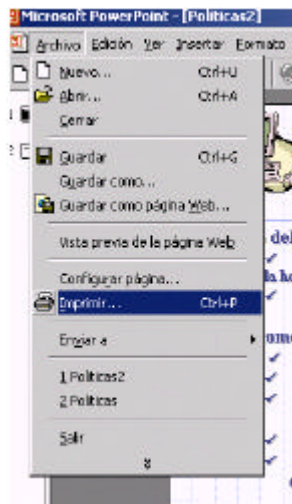 Microsoft PowerPoint - [Politicas2]
Archivo Edición Ver Insertar Formato
Nuevo... Ctrl+U
Abrir... Ctrl+A
Cerrar
Guardar Ctrl+G
Guardar como...
Guardar como página Web...
Vista previa de la página Web
Configurar página...
Imprimir... Ctrl+P
Enviar a
1 Politicas2
2 Politicas
Salir